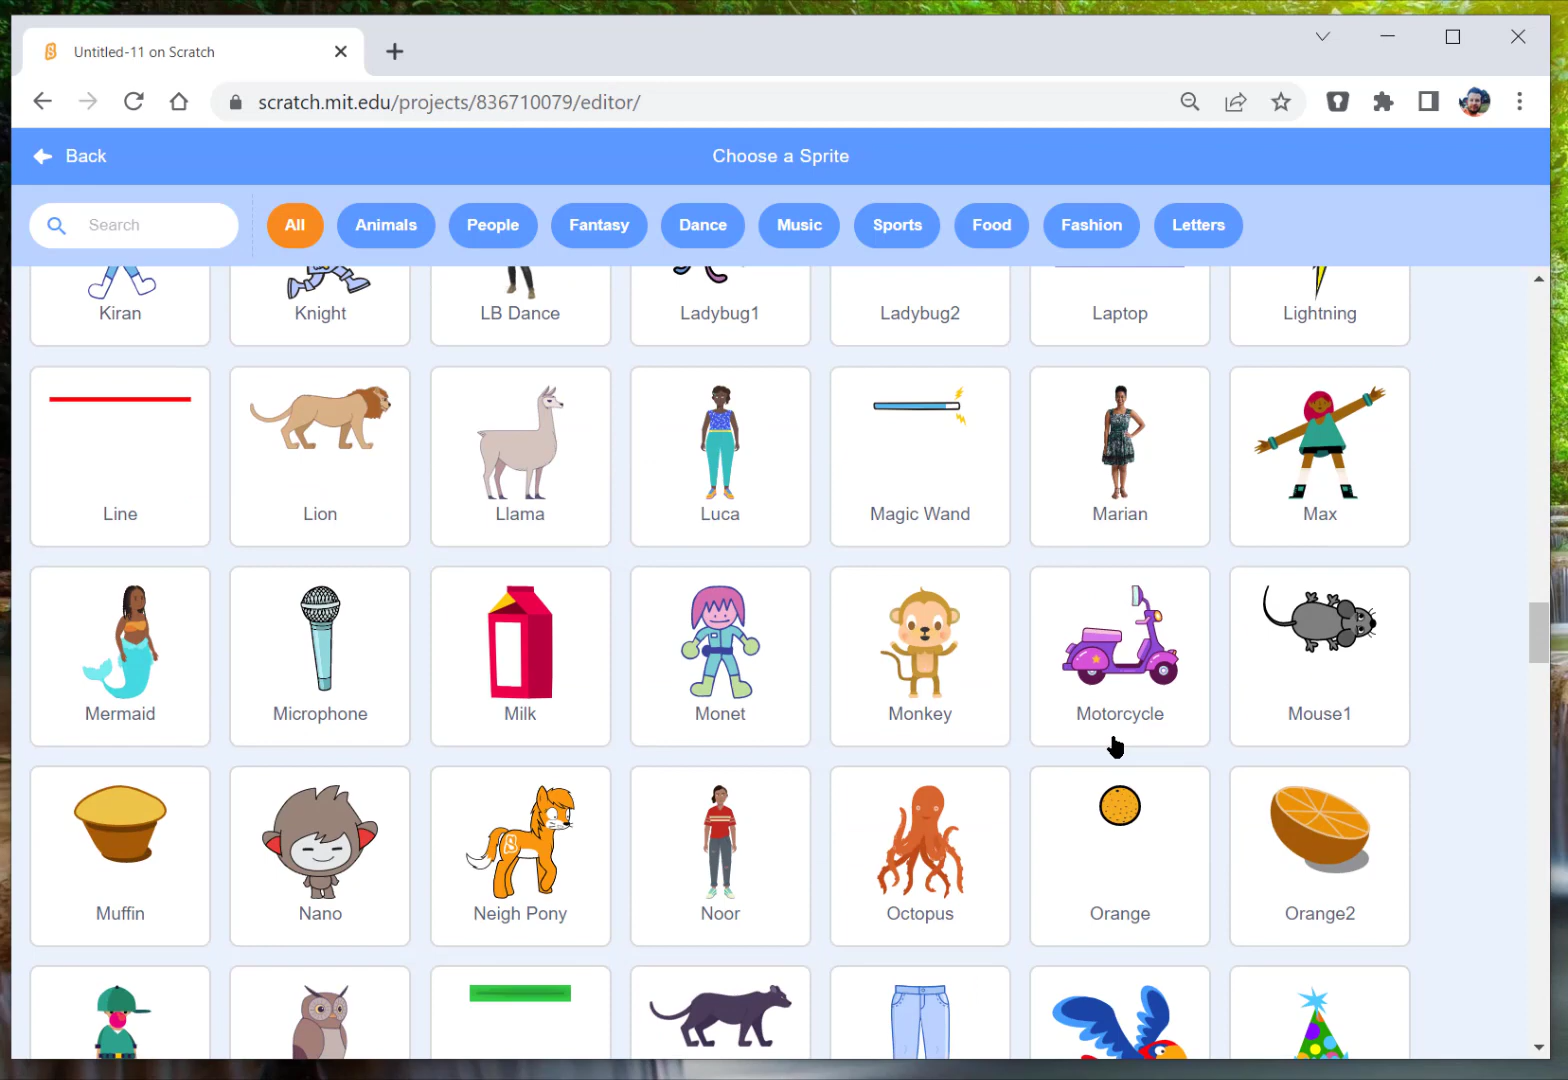 Untitled-11 on Scratch
scratch.mit.edu/projects/836710079/editor/
Back
Choose a Sprite
Search
All
Animals
People
Fantasy
Dance
Music
Sports
Food
Fashion
Letters
Kiran
Knight
LB Dance
Ladybug1
Ladybug2
Laptop
Lightning
Line
Lion
Llama
Luca
Magic Wand
Marian
Max
Mermaid
Microphone
Milk
Monet
Monkey
Motorcycle
Mouse1
Muffin
Nano
Neigh Pony
Noor
Octopus
Orange
Orange2